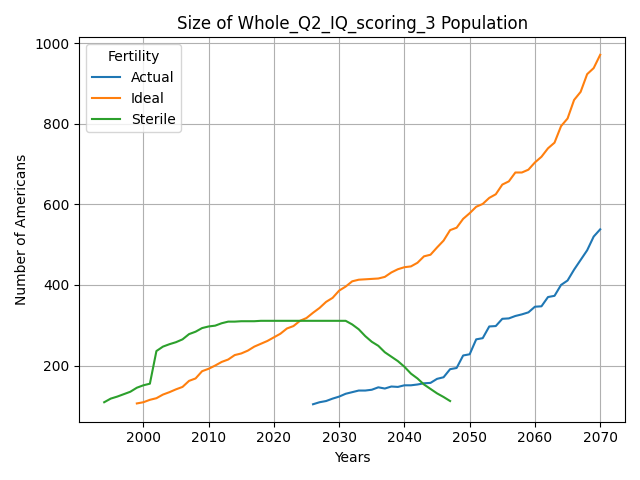 Size of Whole_Q2_IQ_scoring_3 Population
Fertility
Actual
Ideal
Sterile
Number of Americans
1000
800
600
400
200
2000 2010 2020 2030 2040 2050 2060 2070
Years